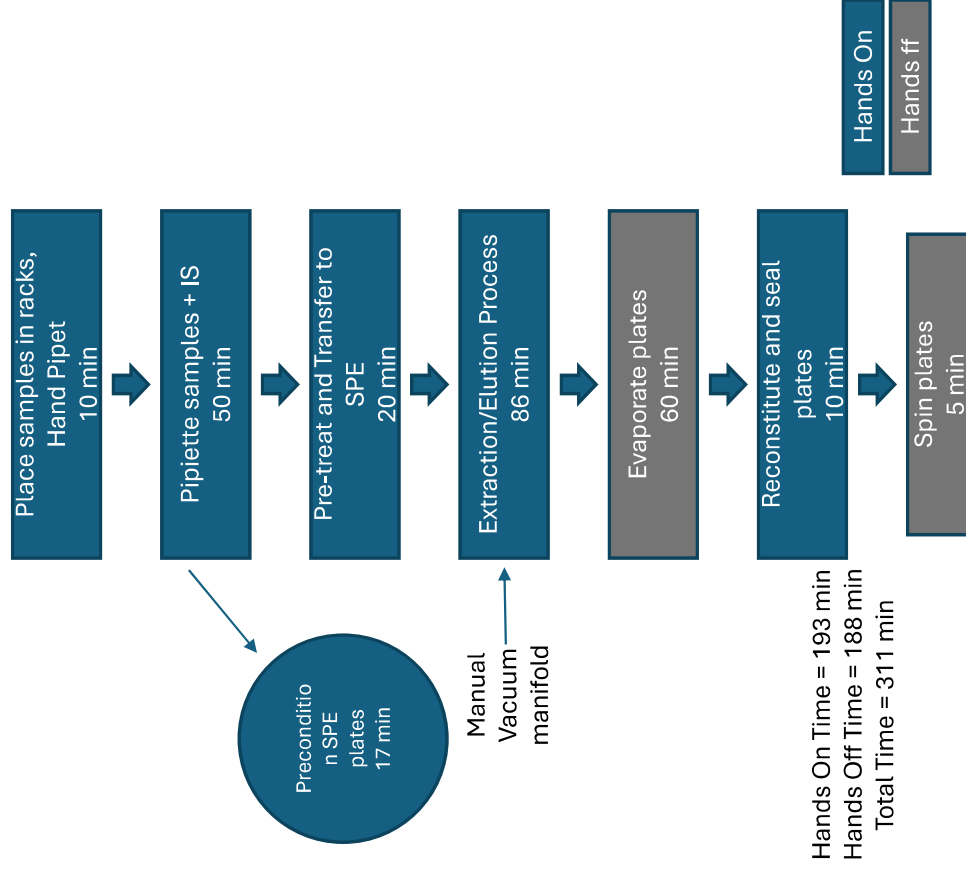 Place samples in racks,
Hand Pipet
10 min
Pipiette samples + IS
50 min
Preconditio
n SPE
plates
17 min
Pre-treat and Transfer to
SPE
20 min
Manual
Vacuum
manifold
Extraction/Elution Process
86 min
Evaporate plates
60 min
Reconstitute and seal
plates
10 min
Spin plates
5 min
Hands On Time = 193 min
Hands Off Time = 188 min
Total Time = 311 min
Hands On
Hands ff